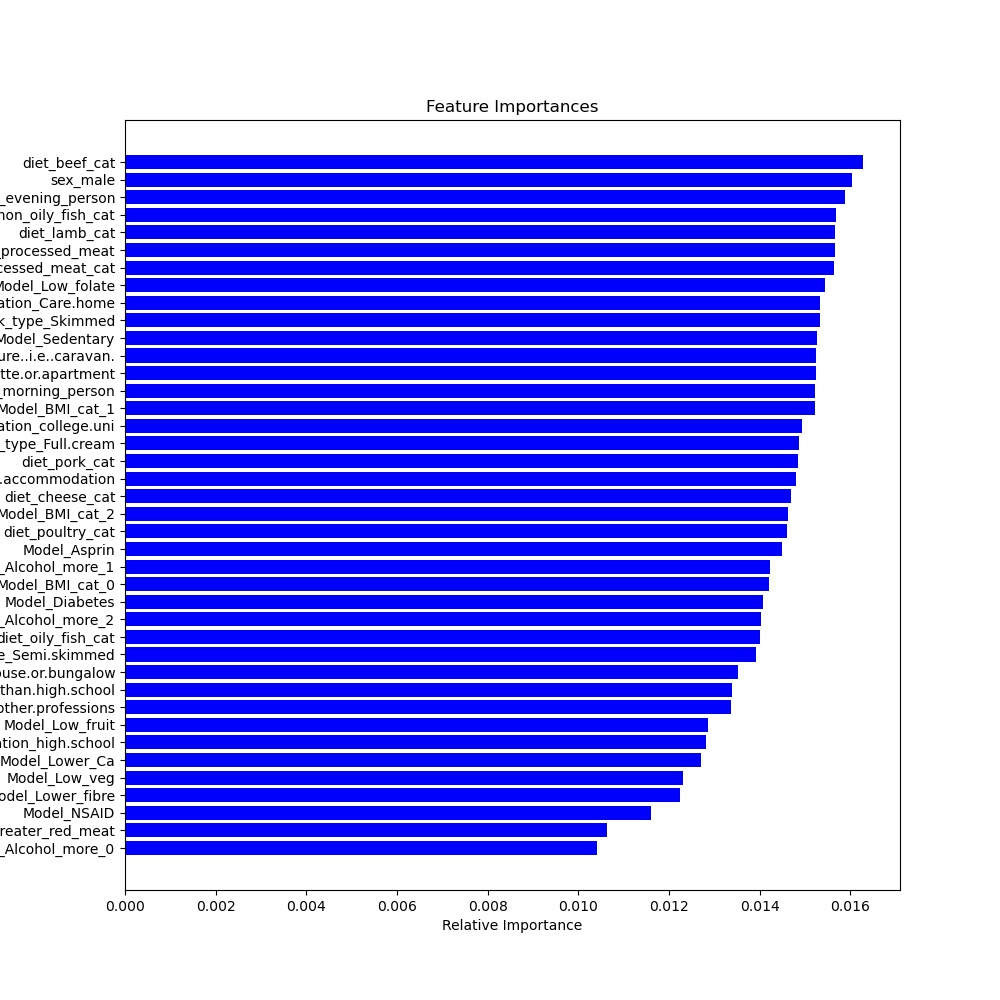 Feature Importances
diet_beef_cat
sex_male
_evening_person
non_oily_fish_cat
diet_lamb_cat
_processed_meat
cessed_meat_cat
Model_Low_folate
ation_Care.home
k_type_Skimmed
Model_Sedentary
ure..i.e..caravan.
tte.or.apartment
_morning_person
Model_BMI_cat_1
ation_college.uni
_type_Full.cream
diet_pork_cat
.accommodation
diet_cheese_cat
Model_BMI_cat_2
diet_poultry_cat
Model_Asprin
_Alcohol_more_1
Model_BMI_cat_0
Model_Diabetes
_Alcohol_more_2
diet_oily_fish_cat
e_Semi.skimmed
ouse.or.bungalow
than.high.school
other.professions
Model_Low_fruit
ation_high.school
Model_Lower_Ca
Model_Low_veg
odel_Lower_fibre
Model_NSAID
reater_red_meat
_Alcohol_more_0
0.000 0.002 0.004 0.006 0.008 0.010 0.012 0.014 0.016
Relative Importance